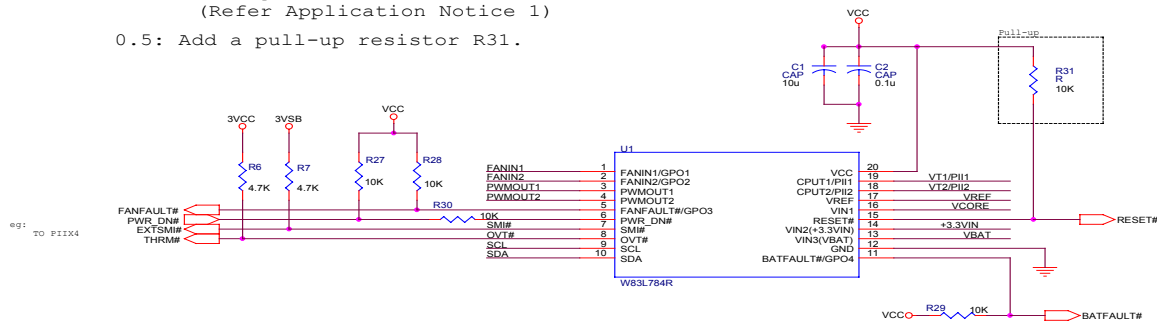 (Refer Application Notice 1)
0.5: Add a pull-up resistor R31.
VCC
Pull-up
C1
CAP
10u
C2
CAP
0.1u
R31
R
10K
3VCC
3VSB
VCC
R6
4.7K
R7
4.7K
R27
10K
R28
10K
U1
FANIN1
FANIN2
PWMOUT1
PWMOUT2
R30
10K
SMI#
OVT#
SCL
SDA
1
2
3
4
5
6
7
8
9
10
FANIN1/GPO1
FANIN2/GPO2
PWMOUT1
PWMOUT2
FANFAULT#/GPO3
PWR_DN#
SMI#
OVT#
SCL
SDA
VCC
CPUT1/PII1
CPUT2/PII2
VREF
VIN1
RESET#
VIN2(+3.3VIN)
VIN3(VBAT)
GND
BATFAULT#/GPO4
20
19
18
17
16
15
14
13
12
11
VT1/PII1
VT2/PII2
VREF
VCORE
+3.3VIN
VBAT
RESET#
FANFAULT#
PWR_DN#
EXTSMI#
THRM#
eg:
TO PIIX4
W83L784R
VCC
R29
10K
BATFAULT#